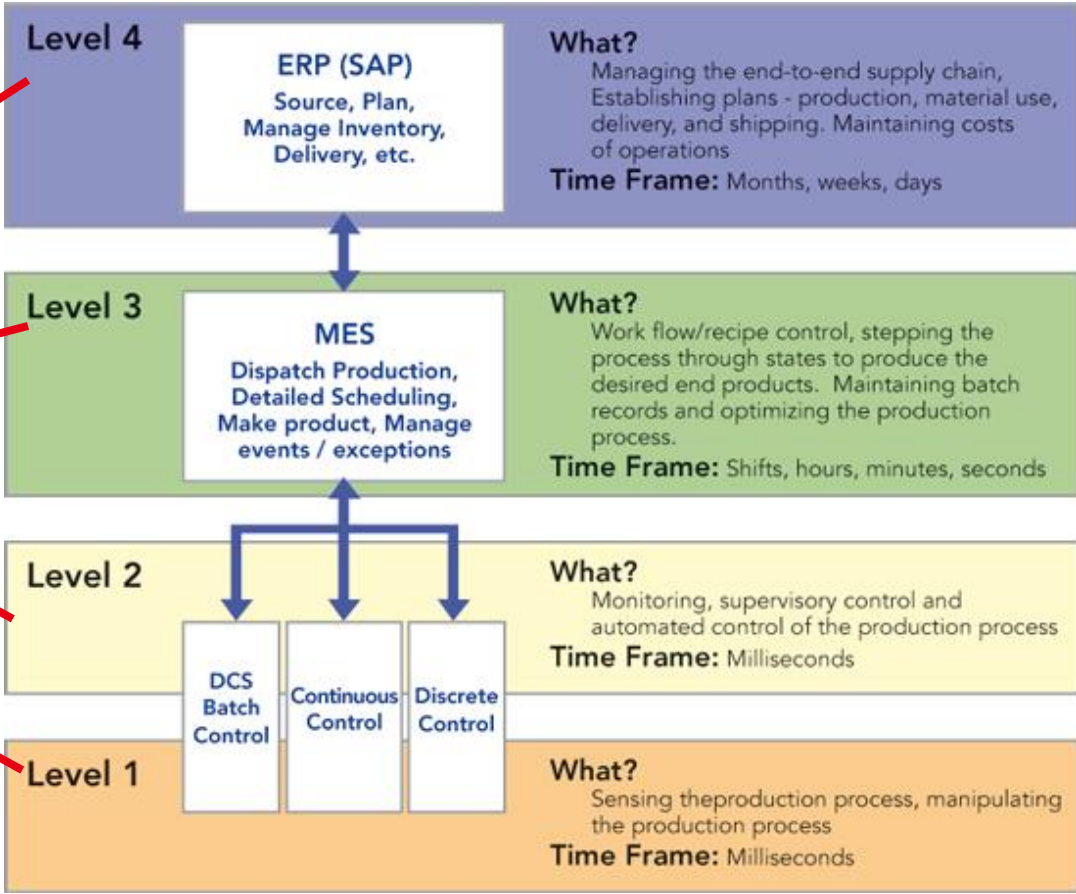 Level 4
ERP (SAP)
Source, Plan,
Manage Inventory,
Delivery, etc.
What?
Managing the end-to-end supply chain,
Establishing plans - production, material use,
delivery, and shipping. Maintaining costs
of operations
Time Frame: Months, weeks, days
Level 3
MES
Dispatch Production,
Detailed Scheduling,
Make product, Manage
events / exceptions
What?
Work flow/recipe control, stepping the
process through states to produce the
desired end products. Maintaining batch
records and optimizing the production
process.
Time Frame: Shifts, hours, minutes, seconds
Level 2
What?
Monitoring, supervisory control and
automated control of the production process
Time Frame: Milliseconds
DCS
Batch
Control
Continuous
Control
Discrete
Control
Level 1
What?
Sensing theproduction process, manipulating
the production process
Time Frame: Milliseconds